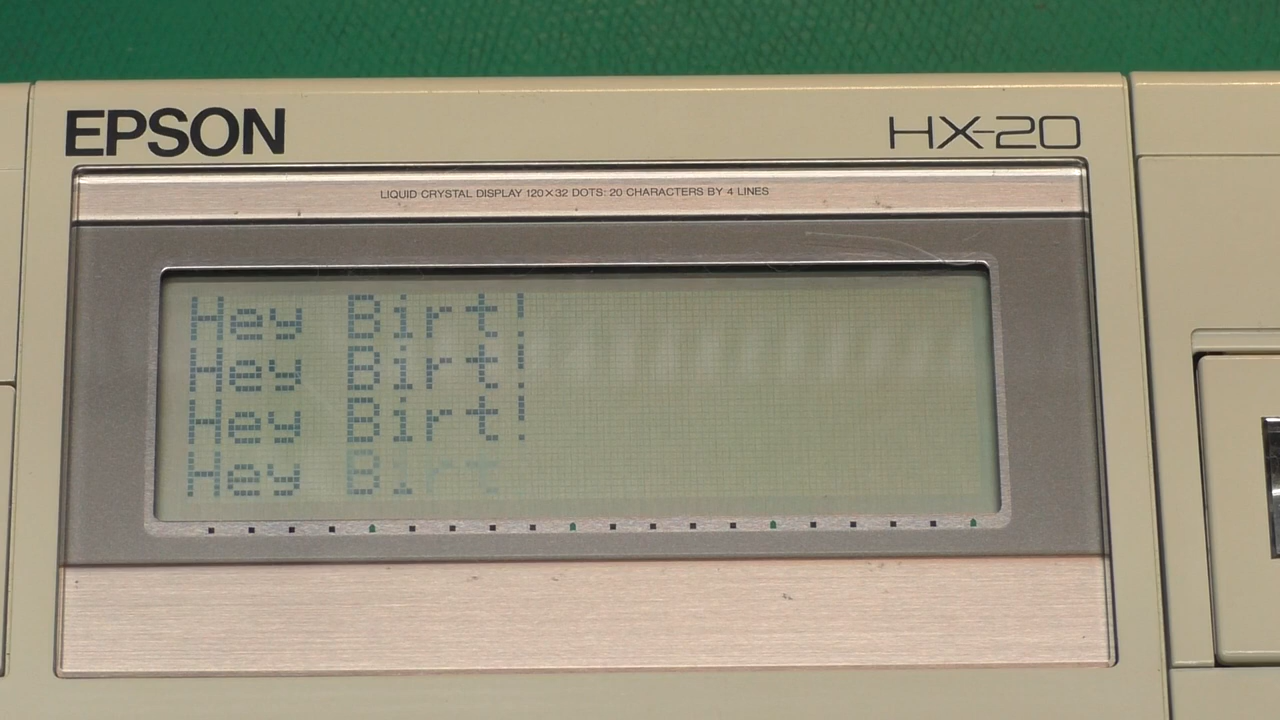 EPSON
HX-20
LIQUID CRYSTAL DISPLAY 120×32 DOTS: 20 CHARACTERS BY 4 LINES
Hey Birt!
Hey Birt!
Hey Birt!
Hey Birt